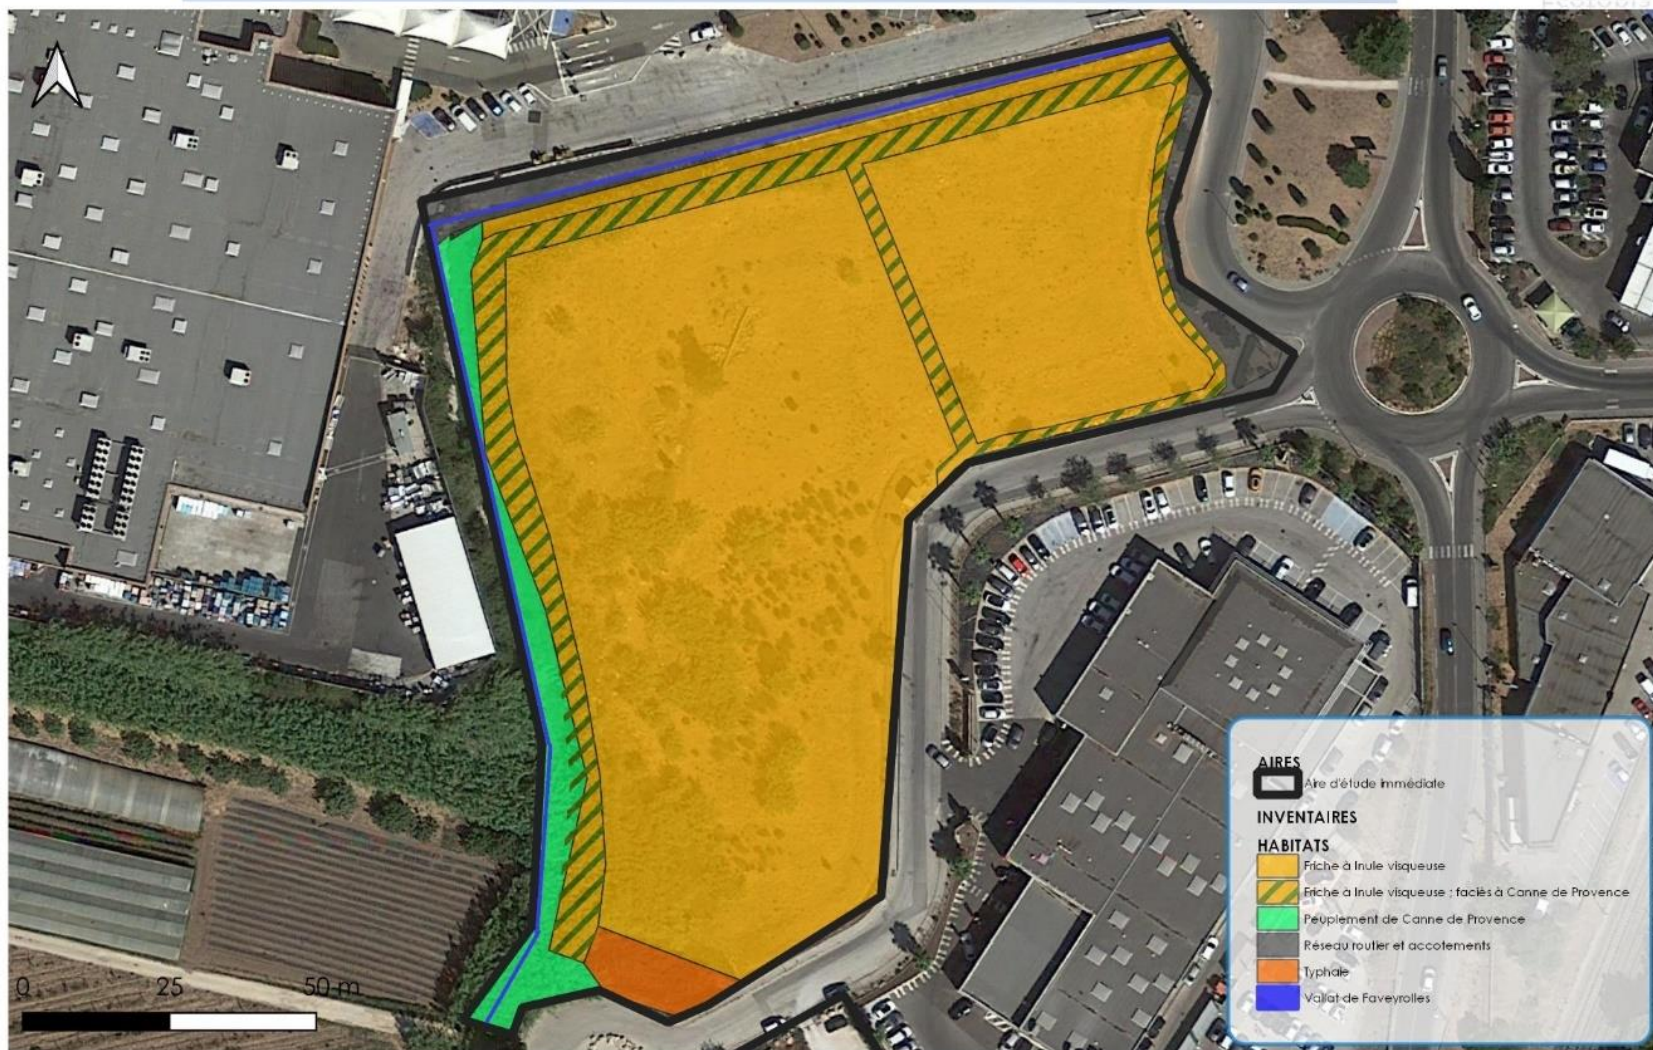 AIRES
Aire d'étude immédiate
INVENTAIRES
HABITATS
Friche à Inule visqueuse
Friche à Inule visqueuse ; faciès à Canne de Provence
Peuplement de Canne de Provence
Réseau routier et accotements
Typhaie
Vallat de Faveyrolles
0 25 50 m